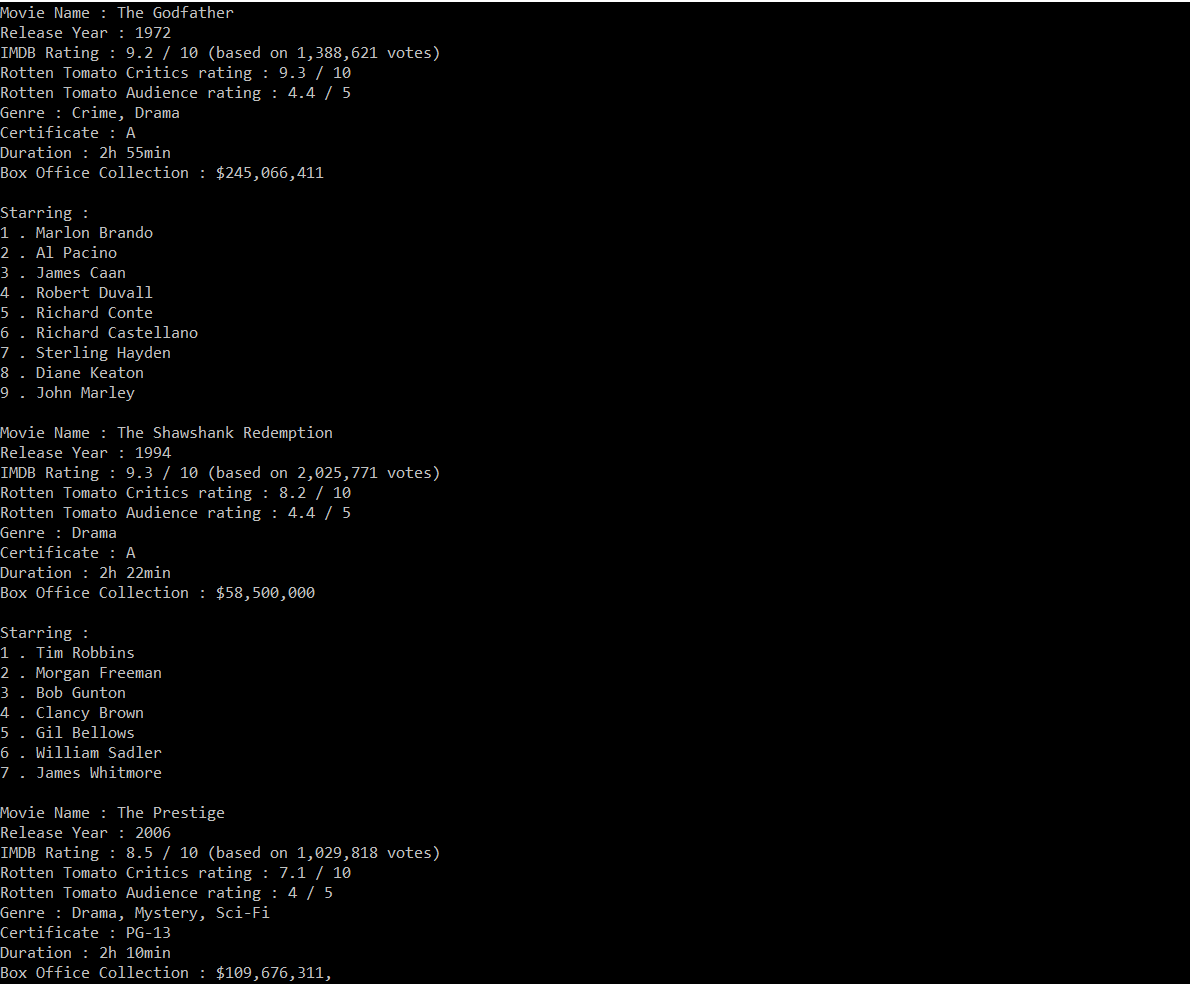 Movie Name : The Godfather
Release Year : 1972
IMDB Rating : 9.2 / 10 (based on 1,388,621 votes)
Rotten Tomato Critics rating : 9.3 / 10
Rotten Tomato Audience rating : 4.4 / 5
Genre : Crime, Drama
Certificate : A
Duration : 2h 55min
Box Office Collection : $245,066,411
Starring :
1 . Marlon Brando
2 . Al Pacino
3 . James Caan
4 . Robert Duvall
5 . Richard Conte
6 . Richard Castellano
7 . Sterling Hayden
8 . Diane Keaton
9 . John Marley
Movie Name : The Shawshank Redemption
Release Year : 1994
IMDB Rating : 9.3 / 10 (based on 2,025,771 votes)
Rotten Tomato Critics rating : 8.2 / 10
Rotten Tomato Audience rating : 4.4 / 5
Genre : Drama
Certificate : A
Duration : 2h 22min
Box Office Collection : $58,500,000
Starring :
1 . Tim Robbins
2 . Morgan Freeman
3 . Bob Gunton
4 . Clancy Brown
5 . Gil Bellows
6 . William Sadler
7 . James Whitmore
Movie Name : The Prestige
Release Year : 2006
IMDB Rating : 8.5 / 10 (based on 1,029,818 votes)
Rotten Tomato Critics rating : 7.1 / 10
Rotten Tomato Audience rating : 4 / 5
Genre : Drama, Mystery, Sci-Fi
Certificate : PG-13
Duration : 2h 10min
Box Office Collection : $109,676,311,